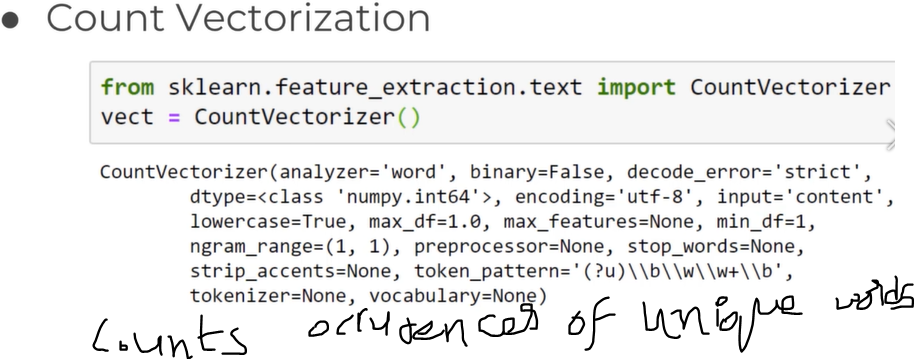 ● Count Vectorization
from sklearn.feature_extraction.text import CountVectorizer
vect = CountVectorizer()
CountVectorizer(analyzer='word', binary=False, decode_error='strict',
dtype=<class 'numpy.int64'>, encoding='utf-8', input='content',
lowercase=True, max_df=1.0, max_features=None, min_df=1,
ngram_range=(1, 1), preprocessor=None, stop_words=None,
strip_accents=None, token_pattern='(?u)\\b\\w\\w+\\b',
tokenizer=None, vocabulary=None)
Counts occurences of unique words